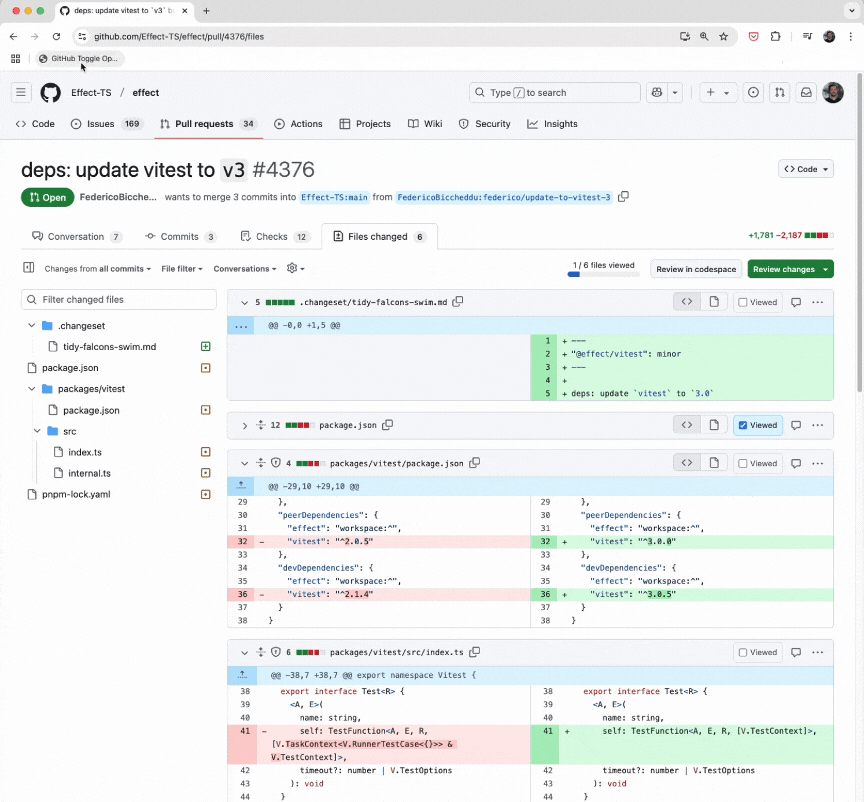 deps: update vitest to `v3` b
github.com/Effect-TS/effect/pull/4376/files
GitHub Toggle Op...
Effect-TS / effect
Type / to search
Code
Issues 169
Pull requests 34
Actions
Projects
Wiki
Security
Insights
deps: update vitest to v3 #4376
Code
Open
FedericoBicche... wants to merge 3 commits into Effect-TS:main from FedericoBiccheddu:federico/update-to-vitest-3
Conversation 7
Commits 3
Checks 12
Files changed 6
+1,781 −2,187
Changes from all commits
File filter
Conversations
1 / 6 files viewed
Review in codespace
Review changes
Filter changed files
.changeset
tidy-falcons-swim.md
package.json
packages/vitest
package.json
src
index.ts
internal.ts
pnpm-lock.yaml
5 .changeset/tidy-falcons-swim.md
Viewed
... @@ -0,0 +1,5 @@
1 + ---
2 + "@effect/vitest": minor
3 + ---
4 +
5 + deps: update `vitest` to `3.0`
12 package.json
Viewed
4 packages/vitest/package.json
Viewed
@@ -29,10 +29,10 @@
29 }, 29 },
30 "peerDependencies": { 30 "peerDependencies": {
31 "effect": "workspace:^", 31 "effect": "workspace:^",
32 - "vitest": "^2.0.5" 32 + "vitest": "^3.0.0"
33 }, 33 },
34 "devDependencies": { 34 "devDependencies": {
35 "effect": "workspace:^", 35 "effect": "workspace:^",
36 - "vitest": "^2.1.4" 36 + "vitest": "^3.0.5"
37 } 37 }
38 } 38 }
6 packages/vitest/src/index.ts
Viewed
@@ -38,7 +38,7 @@ export namespace Vitest {
38 export interface Test<R> { 38 export interface Test<R> {
39 <A, E>( 39 <A, E>(
40 name: string, 40 name: string,
41 - self: TestFunction<A, E, R, 41 + self: TestFunction<A, E, R, [V.TestContext]>,
[V.TaskContext<V.RunnerTestCase<{}>> &
V.TestContext]>,
42 timeout?: number | V.TestOptions 42 timeout?: number | V.TestOptions
43 ): void 43 ): void
44 } 44 }